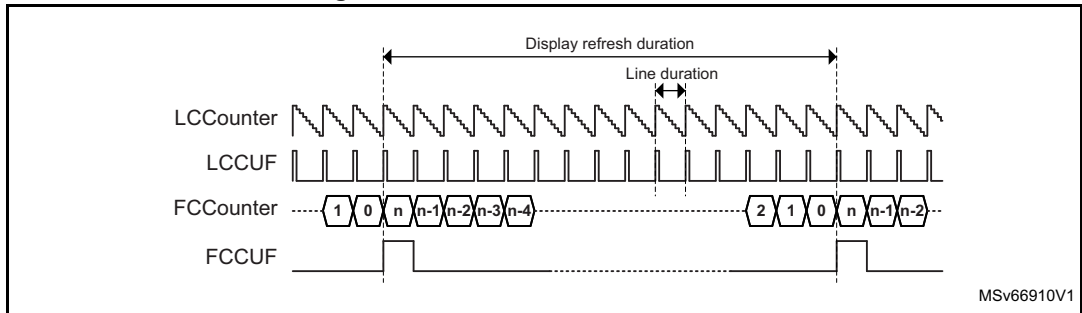 Display refresh duration
Line duration
LCCounter
LCCUF
FCCounter 1 0 n n-1 n-2 n-3 n-4 2 1 0 n n-1 n-2
FCCUF
MSv66910V1